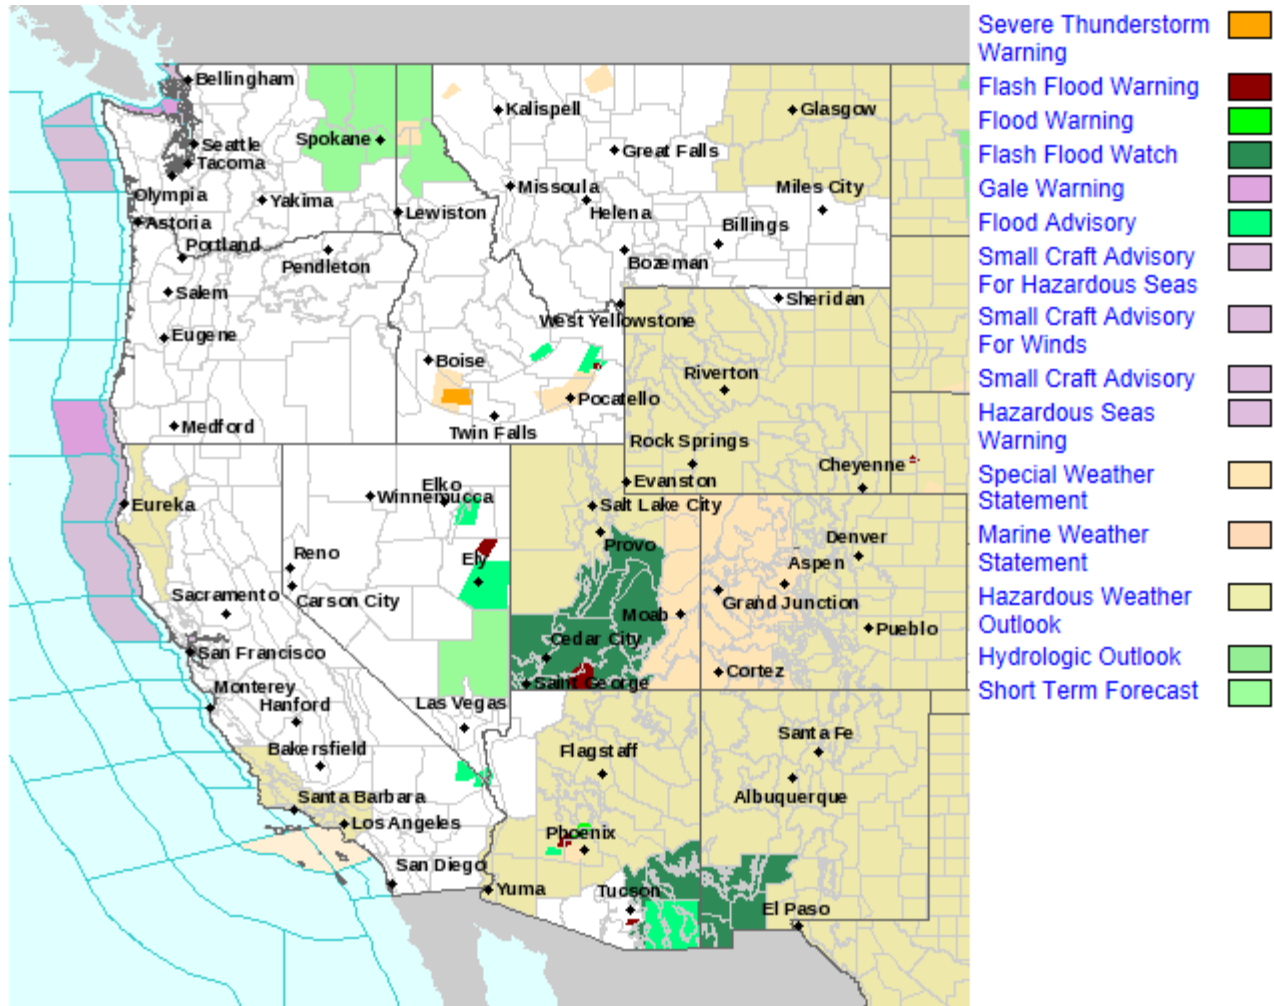 Bellingham
Seattle
Tacoma
Olympia
Astoria
Portland
Yakima
Spokane
Lewiston
Pendleton
Salem
Eugene
Medford
Kalispell
Great Falls
Missoula
Helena
Glasgow
Miles City
Billings
Bozeman
Sheridan
West Yellowstone
Boise
Pocatello
Twin Falls
Riverton
Rock Springs
Cheyenne
Evanston
Eureka
Elko
Winnemucca
Reno
Ely
Carson City
Sacramento
San Francisco
Monterey
Hanford
Bakersfield
Las Vegas
Santa Barbara
Los Angeles
San Diego
Salt Lake City
Provo
Moab
Cedar City
Saint George
Denver
Aspen
Grand Junction
Pueblo
Cortez
Flagstaff
Phoenix
Yuma
Tucson
Santa Fe
Albuquerque
El Paso
Severe Thunderstorm
Warning
Flash Flood Warning
Flood Warning
Flash Flood Watch
Gale Warning
Flood Advisory
Small Craft Advisory
For Hazardous Seas
Small Craft Advisory
For Winds
Small Craft Advisory
Hazardous Seas
Warning
Special Weather
Statement
Marine Weather
Statement
Hazardous Weather
Outlook
Hydrologic Outlook
Short Term Forecast